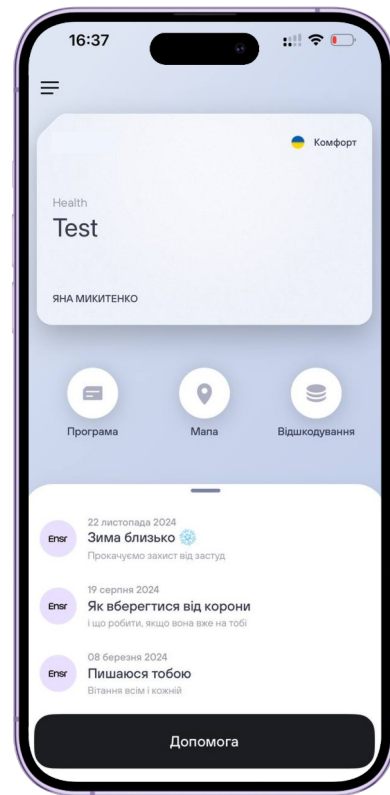 16:37
Комфорт
Health
Test
ЯНА МИКИТЕНКО
Програма
Мапа
Відшкодування
22 листопада 2024
Ensr
Зима близько
Прокачуємо захист від застуд
19 серпня 2024
Ensr
Як вберегтися від корони
і що робити, якщо вона вже на тобі
08 березня 2024
Ensr
Пишаюся тобою
Вітання всім і кожній
Допомога